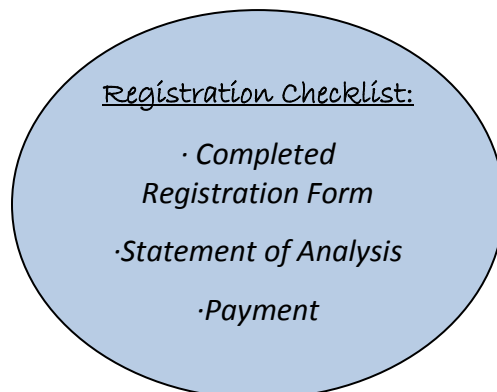 Registration Checklist:
· Completed
Registration Form
·Statement of Analysis
·Payment